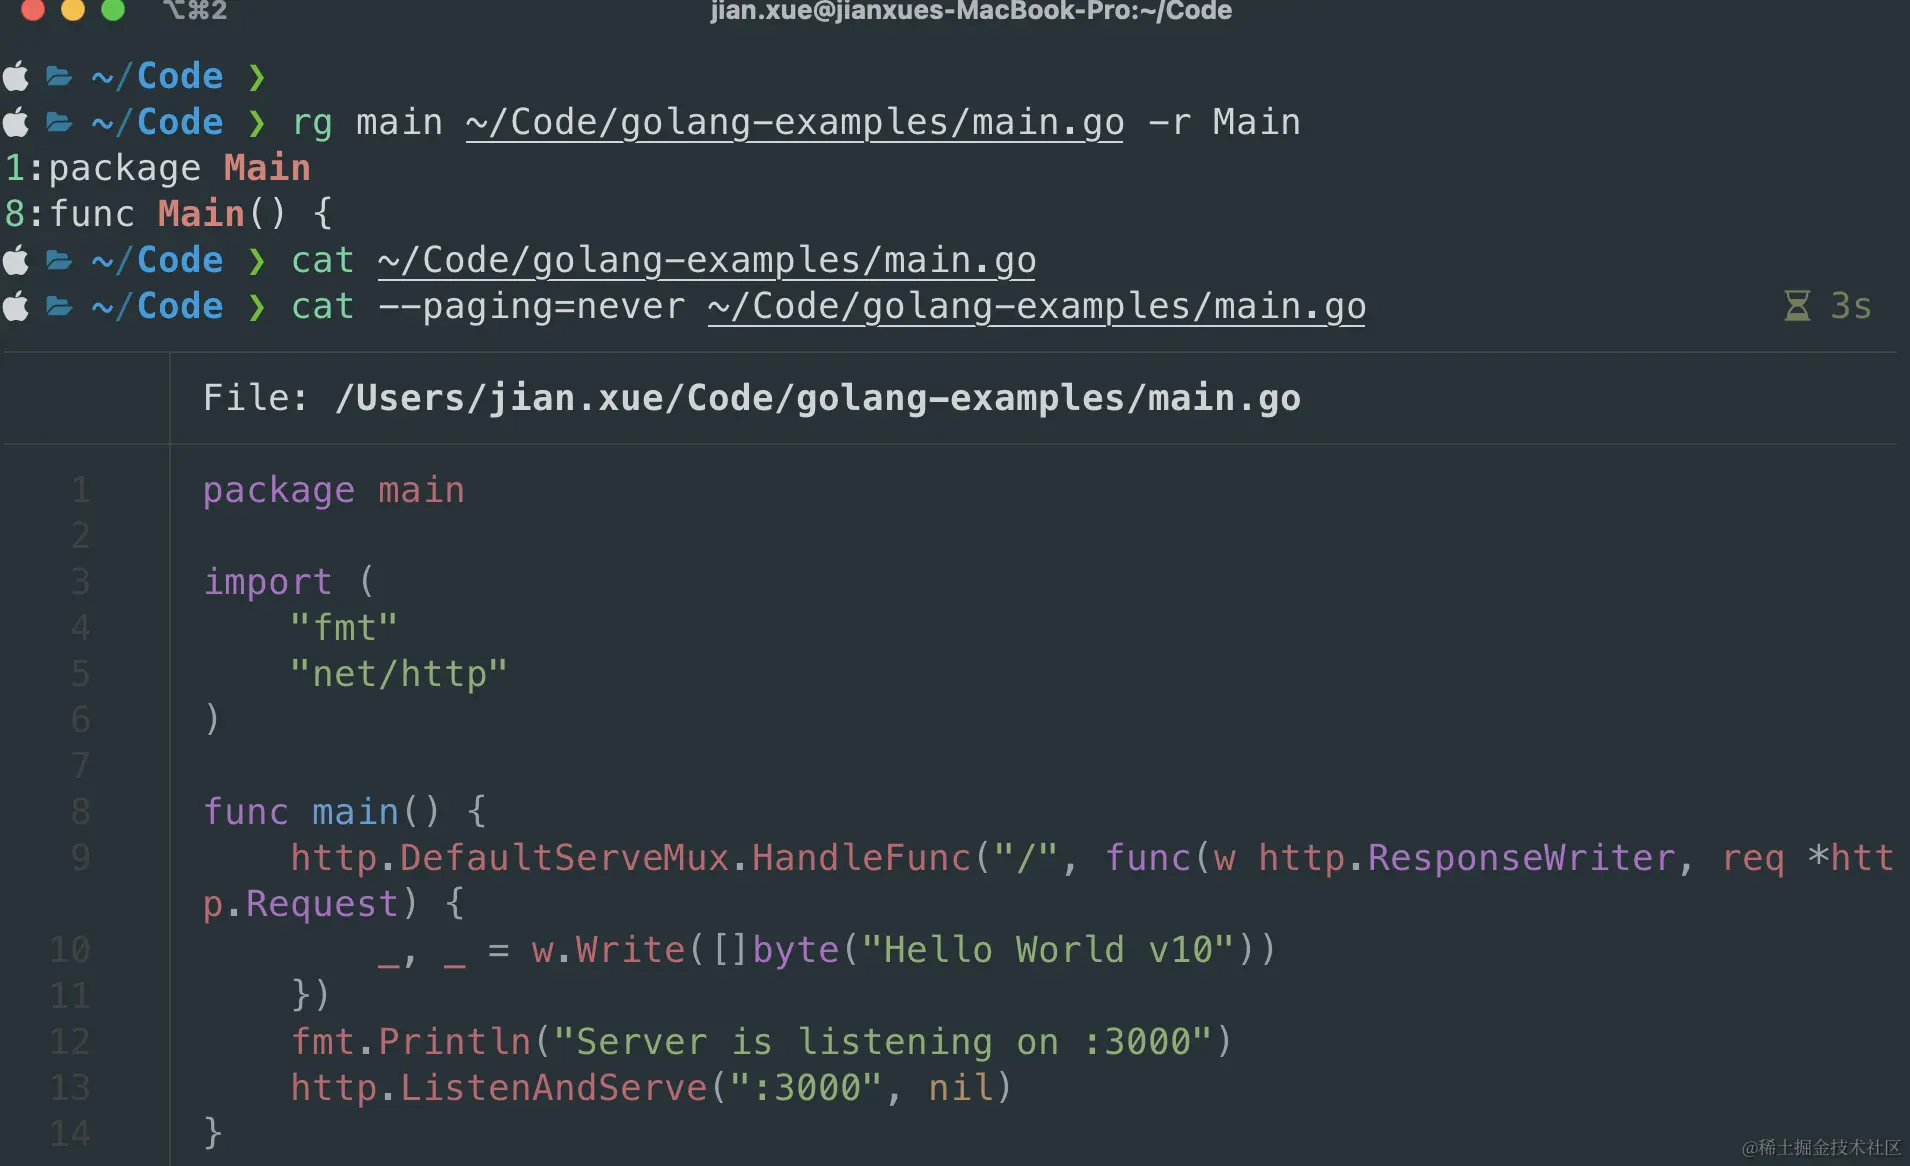 ⌥⌘2 jian.xue@jianxues-MacBook-Pro:~/Code
~/Code ❯
~/Code ❯ rg main ~/Code/golang-examples/main.go -r Main
1:package Main
8:func Main() {
~/Code ❯ cat ~/Code/golang-examples/main.go
~/Code ❯ cat --paging=never ~/Code/golang-examples/main.go 3s
File: /Users/jian.xue/Code/golang-examples/main.go
1 package main
2
3 import (
4     "fmt"
5     "net/http"
6 )
7
8 func main() {
9     http.DefaultServeMux.HandleFunc("/", func(w http.ResponseWriter, req *htt
p.Request) {
10         _, _ = w.Write([]byte("Hello World v10"))
11     })
12     fmt.Println("Server is listening on :3000")
13     http.ListenAndServe(":3000", nil)
14 }
@稀土掘金技术社区